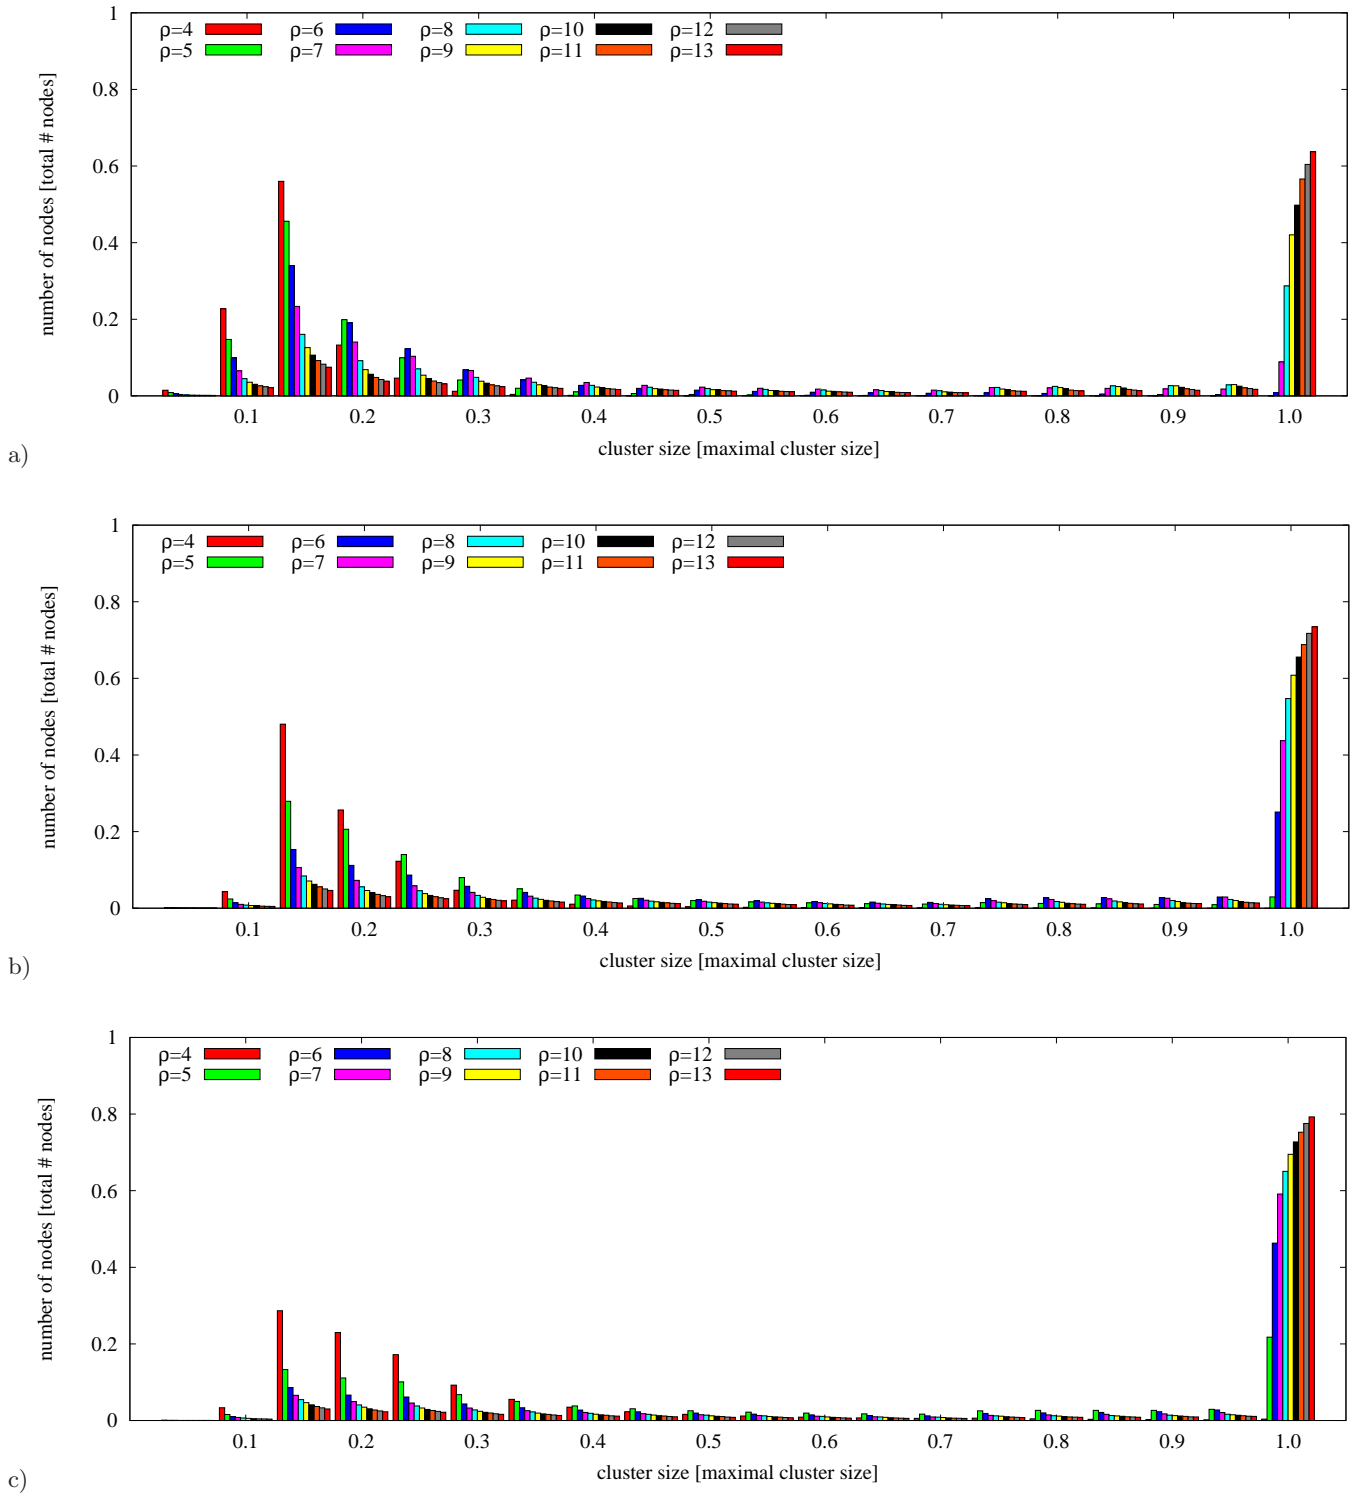 1
ρ=4 ρ=6 ρ=8 ρ=10 ρ=12
ρ=5 ρ=7 ρ=9 ρ=11 ρ=13
0.8
0.6
0.4
0.2
0
number of nodes [total # nodes]
0.1 0.2 0.3 0.4 0.5 0.6 0.7 0.8 0.9 1.0
cluster size [maximal cluster size]
a)
1
ρ=4 ρ=6 ρ=8 ρ=10 ρ=12
ρ=5 ρ=7 ρ=9 ρ=11 ρ=13
0.8
0.6
0.4
0.2
0
number of nodes [total # nodes]
0.1 0.2 0.3 0.4 0.5 0.6 0.7 0.8 0.9 1.0
cluster size [maximal cluster size]
b)
1
ρ=4 ρ=6 ρ=8 ρ=10 ρ=12
ρ=5 ρ=7 ρ=9 ρ=11 ρ=13
0.8
0.6
0.4
0.2
0
number of nodes [total # nodes]
0.1 0.2 0.3 0.4 0.5 0.6 0.7 0.8 0.9 1.0
cluster size [maximal cluster size]
c)